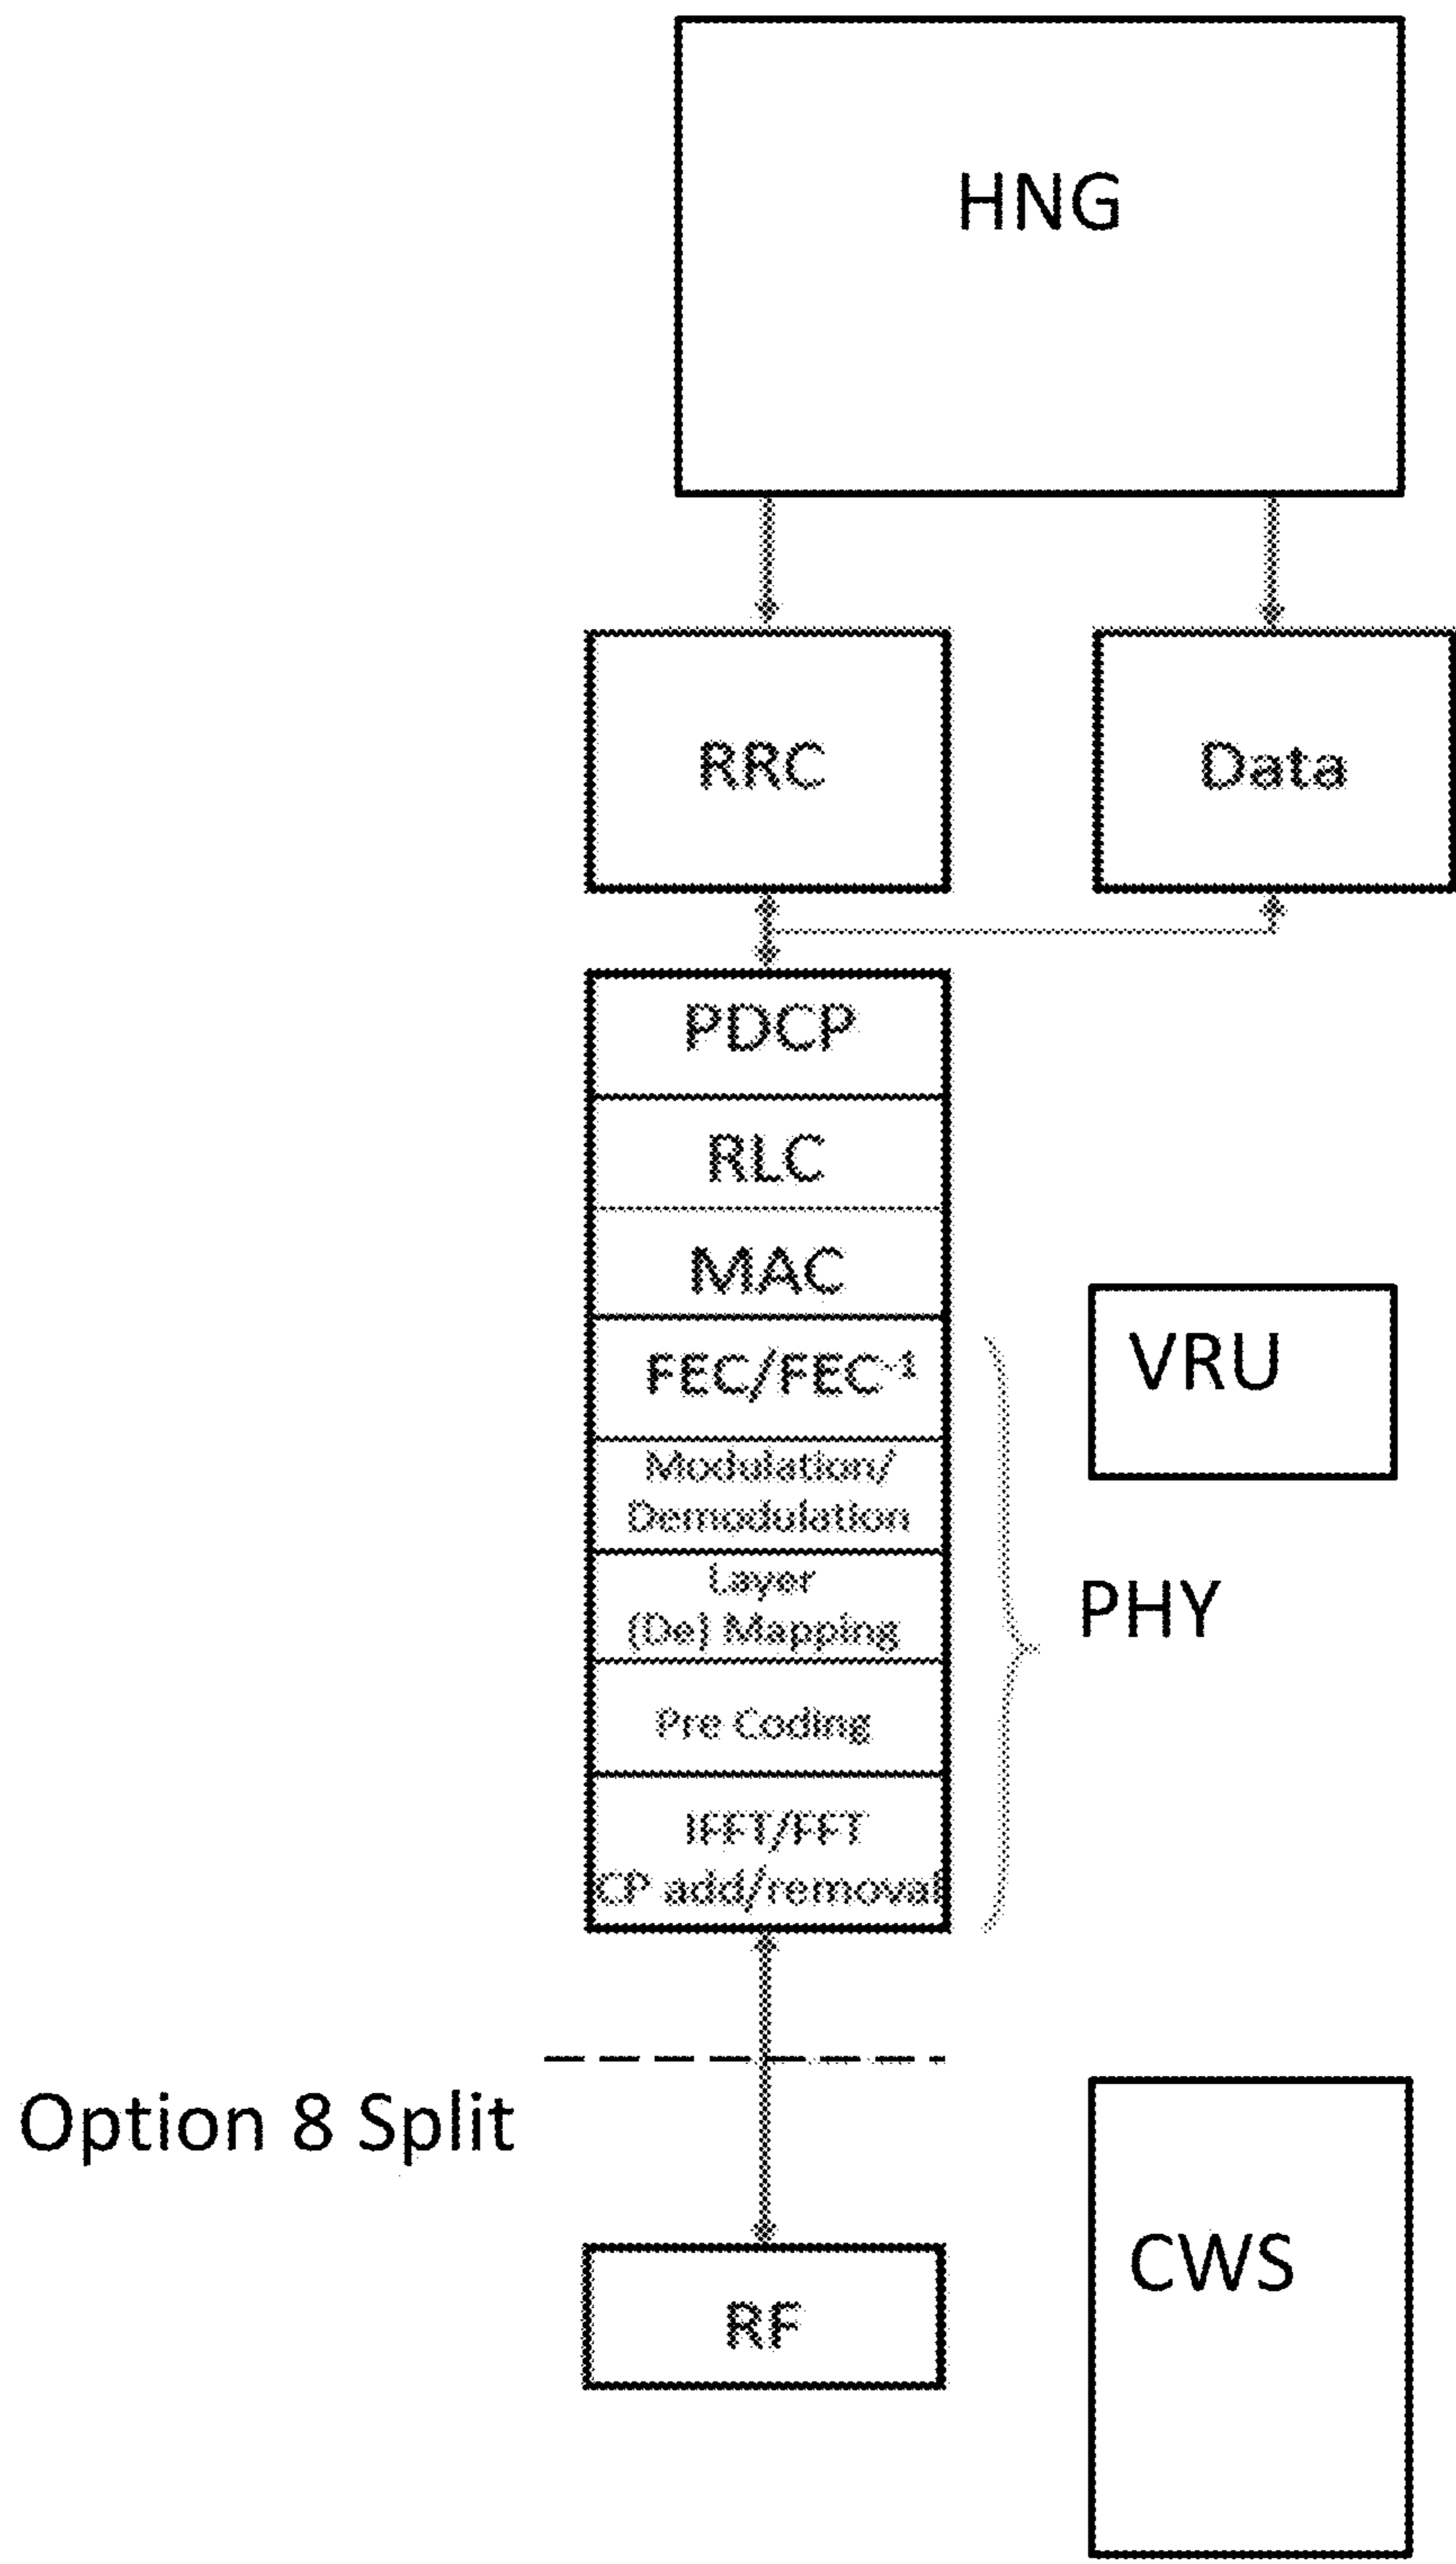 HNG
RRC
Data
PDCP
RLC
MAC
FEC/FEC-1
VRU
Modulation/
Demodulation
Layer
(De) Mapping
PHY
Pre Coding
IFFT/FFT
CP add/removal
Option 8 Split
CWS
RF